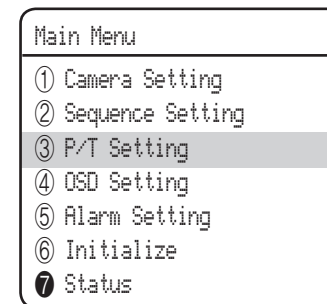 Main Menu
① Camera Setting
② Sequence Setting
③ P/T Setting
④ OSD Setting
⑤ Alarm Setting
⑥ Initialize
❼ Status